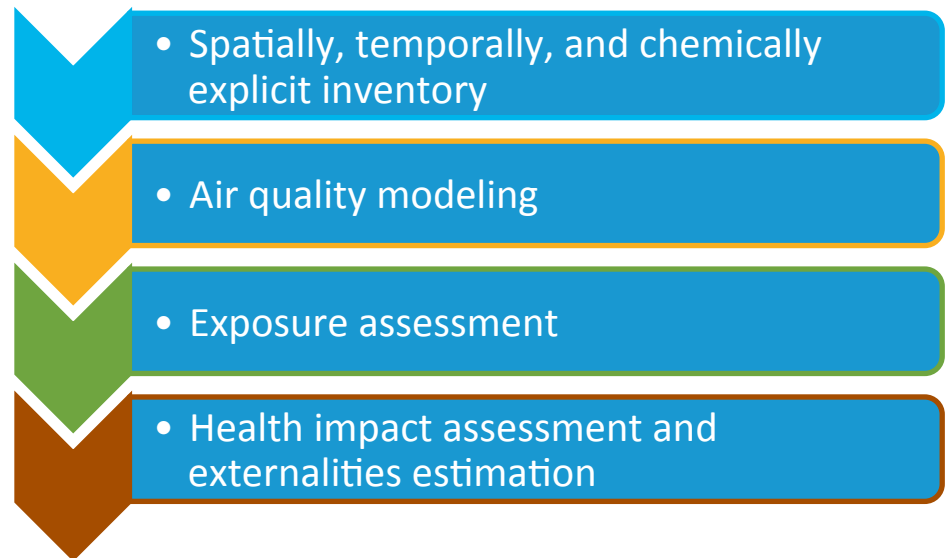 • Spatially, temporally, and chemically
explicit inventory
• Air quality modeling
• Exposure assessment
• Health impact assessment and
externalities estimation